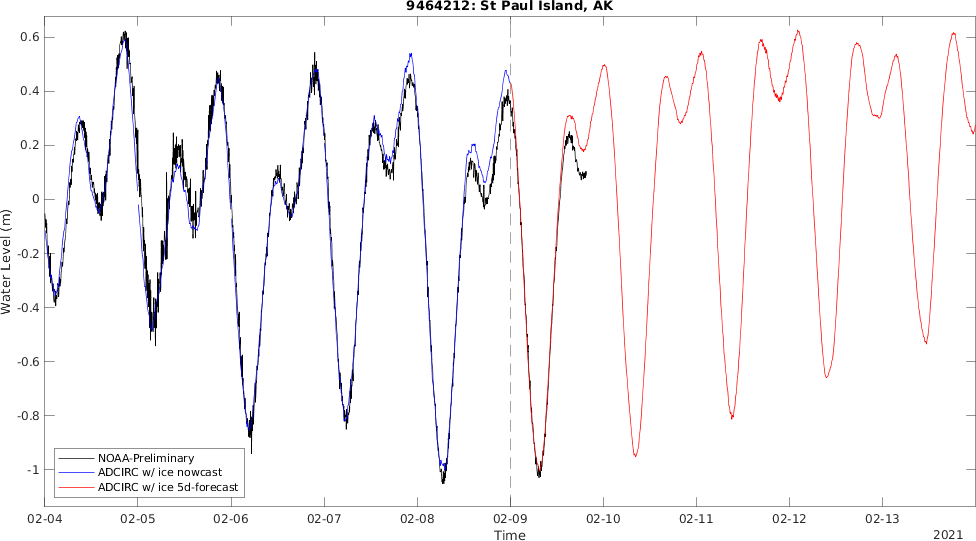 9464212: St Paul Island, AK
0.6
0.4
0.2
0
-0.2
-0.4
-0.6
-0.8
-1
Water Level (m)
NOAA-Preliminary
ADCIRC w/ ice nowcast
ADCIRC w/ ice 5d-forecast
02-04 02-05 02-06 02-07 02-08 02-09 02-10 02-11 02-12 02-13
Time
2021